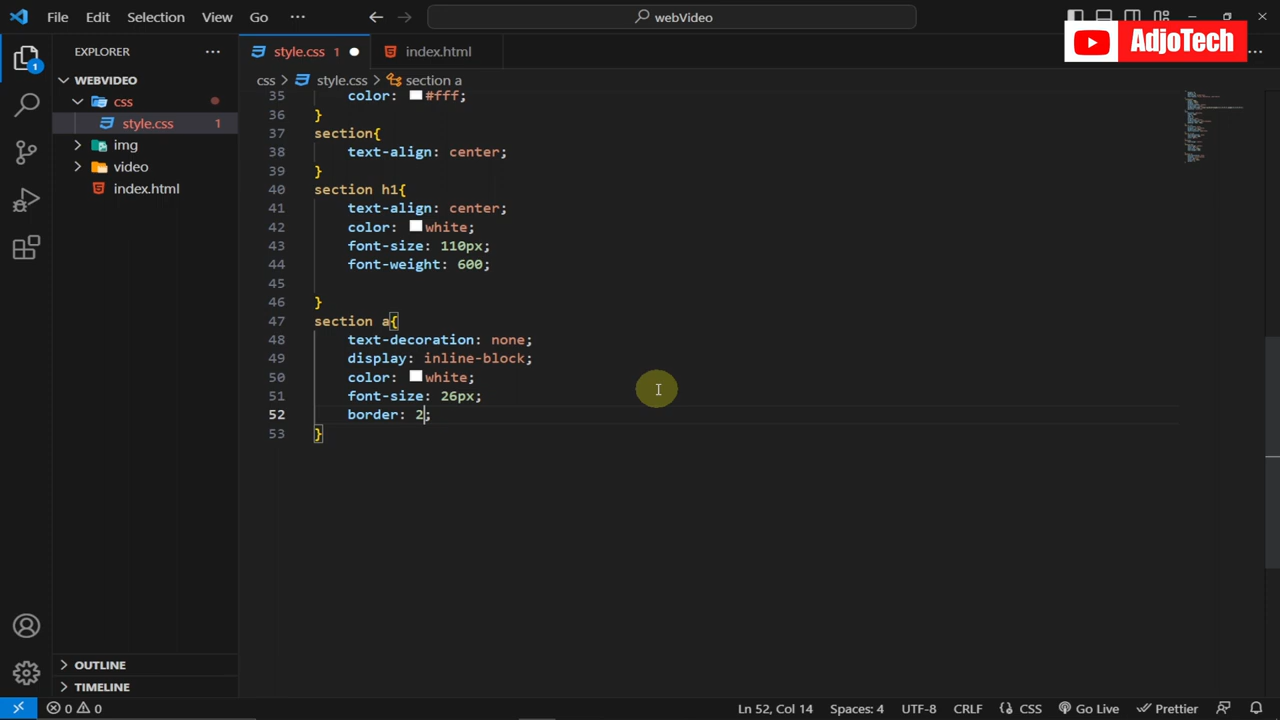 File Edit Selection View Go ··· webVideo
AdjoTech
EXPLORER ···
WEBVIDEO
css
style.css 1
img
video
index.html
OUTLINE
TIMELINE
1
style.css 1 index.html ···
css > style.css > section a
35 color: #fff;
36 }
37 section{
38 text-align: center;
39 }
40 section h1{
41 text-align: center;
42 color: white;
43 font-size: 110px;
44 font-weight: 600;
45
46 }
47 section a{
48 text-decoration: none;
49 display: inline-block;
50 color: white;
51 font-size: 26px;
52 border: 2;
53 }
0 0 Ln 52, Col 14 Spaces: 4 UTF-8 CRLF {} CSS Go Live Prettier